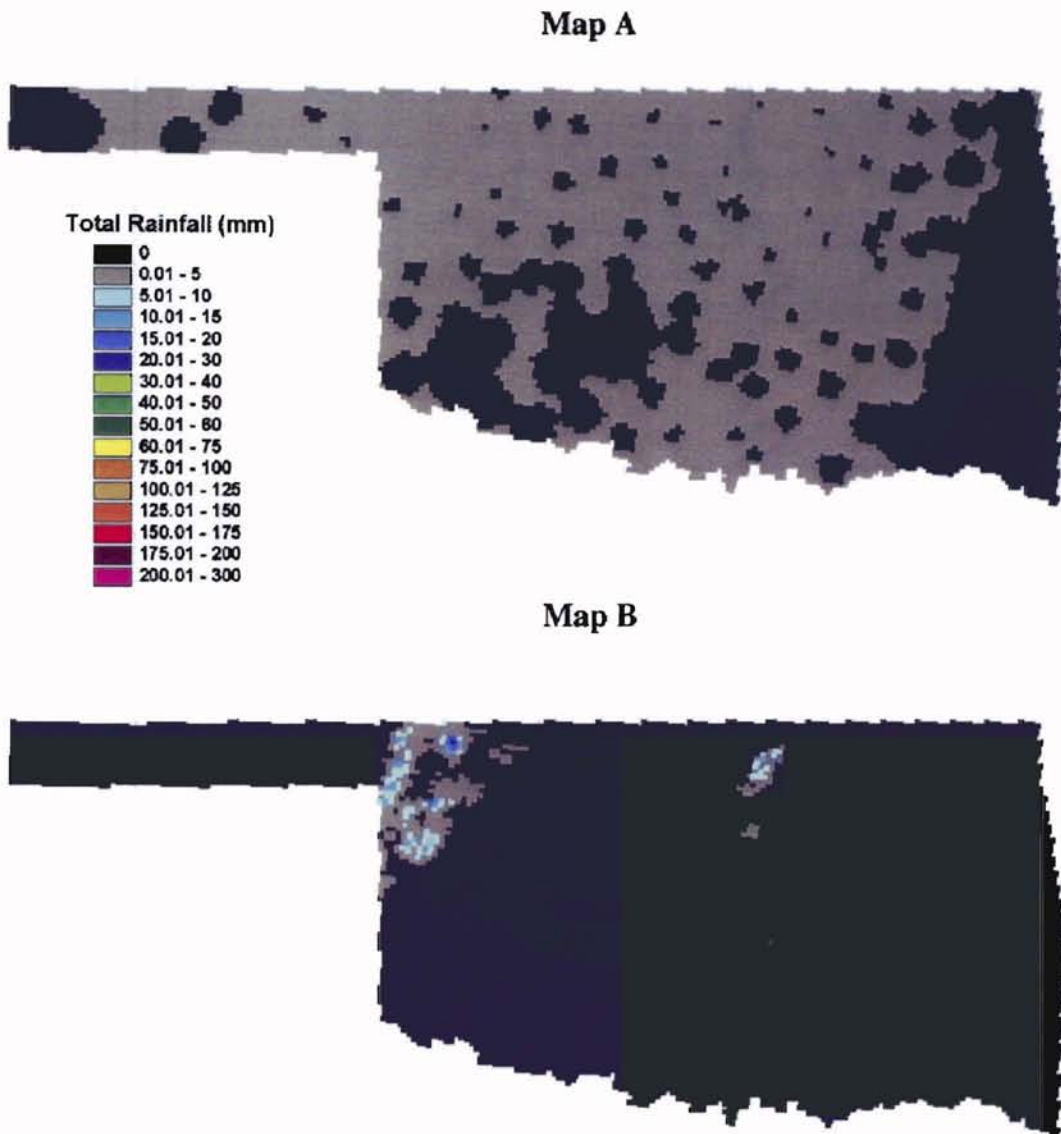 Map A
Total Rainfall (mm)
0
0.01 - 5
5.01 - 10
10.01 - 15
15.01 - 20
20.01 - 30
30.01 - 40
40.01 - 50
50.01 - 60
60.01 - 75
75.01 - 100
100.01 - 125
125.01 - 150
150.01 - 175
175.01 - 200
200.01 - 300
Map B